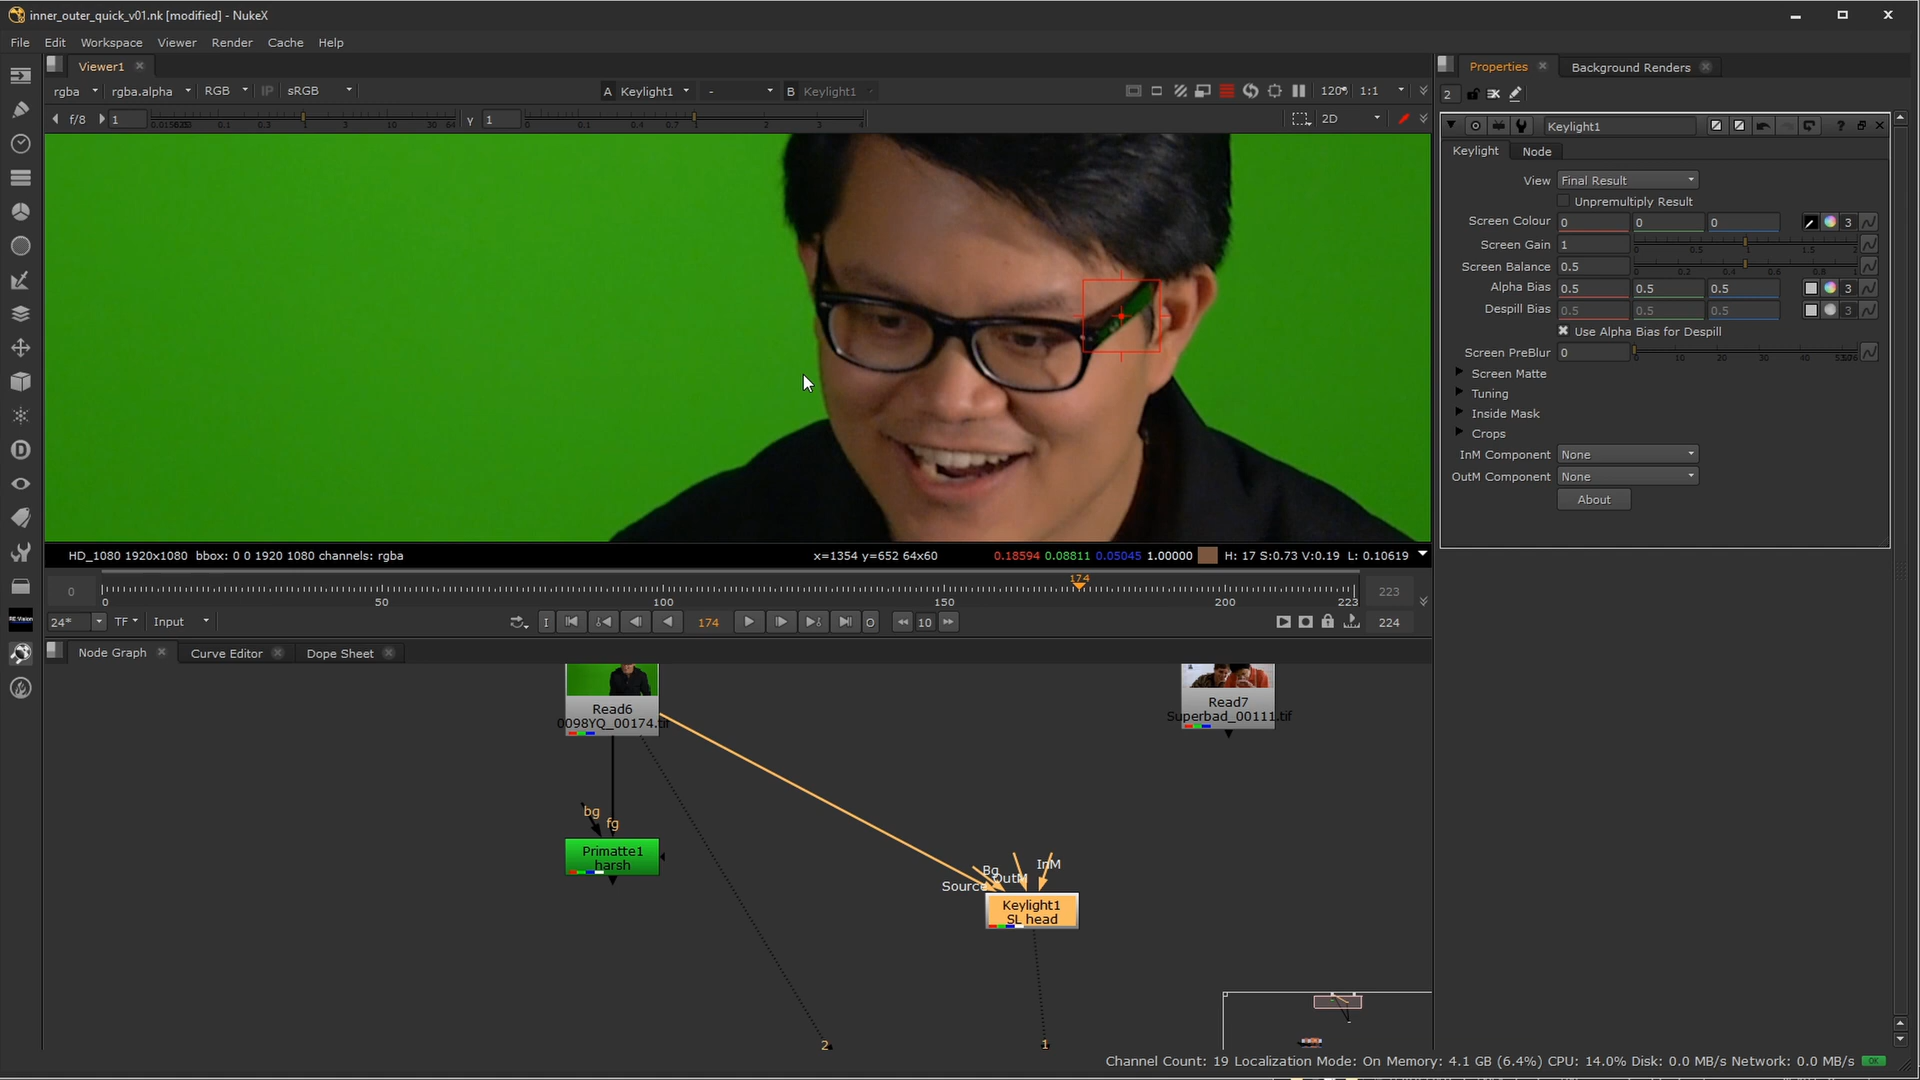 inner_outer_quick_v01.nk [modified] - NukeX
File Edit Workspace Viewer Render Cache Help
Viewer1
rgba rgba.alpha RGB IP sRGB A Keylight1 - B Keylight1 1:1
f/8 1 γ 1 2D
HD_1080 1920x1080 bbox: 0 0 1920 1080 channels: rgba x=1354 y=652 64x60 0.18594 0.08811 0.05045 1.00000 H: 17 S:0.73 V:0.19 L: 0.10619
174
0 0 50 100 150 200 223 223
24* TF Input I 174 O 10 224
Node Graph Curve Editor Dope Sheet
Read6
0098YQ_00174.tif
Read7
Superbad_00111.tif
bg
fg
Primatte1
harsh
Source Bg OutM InM
Keylight1
SL head
2 1
Properties Background Renders
2
Keylight1
Keylight Node
View Final Result
Unpremultiply Result
Screen Colour 0 0 0 3
Screen Gain 1
Screen Balance 0.5
Alpha Bias 0.5 0.5 0.5 3
Despill Bias 0.5 0.5 0.5 3
Use Alpha Bias for Despill
Screen PreBlur 0
Screen Matte
Tuning
Inside Mask
Crops
InM Component None
OutM Component None
About
Channel Count: 19 Localization Mode: On Memory: 4.1 GB (6.4%) CPU: 14.0% Disk: 0.0 MB/s Network: 0.0 MB/s OK